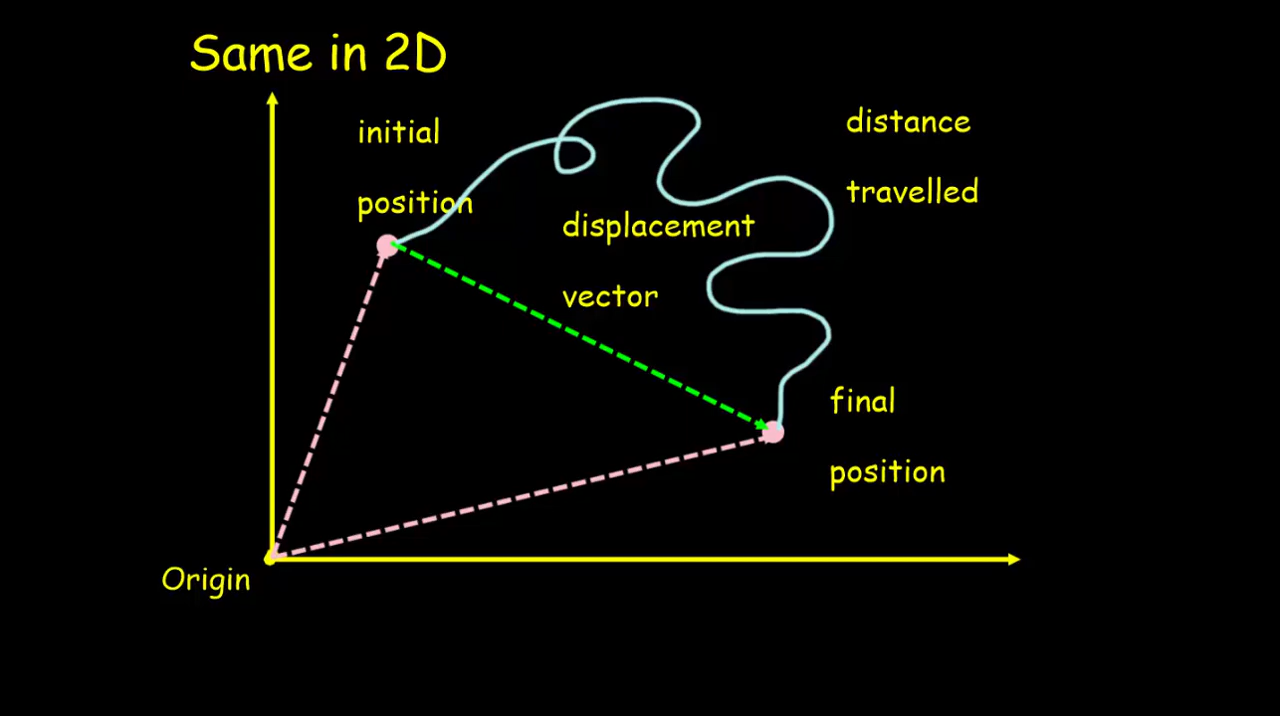 Same in 2D
initial
position
distance
travelled
displacement
vector
final
position
Origin